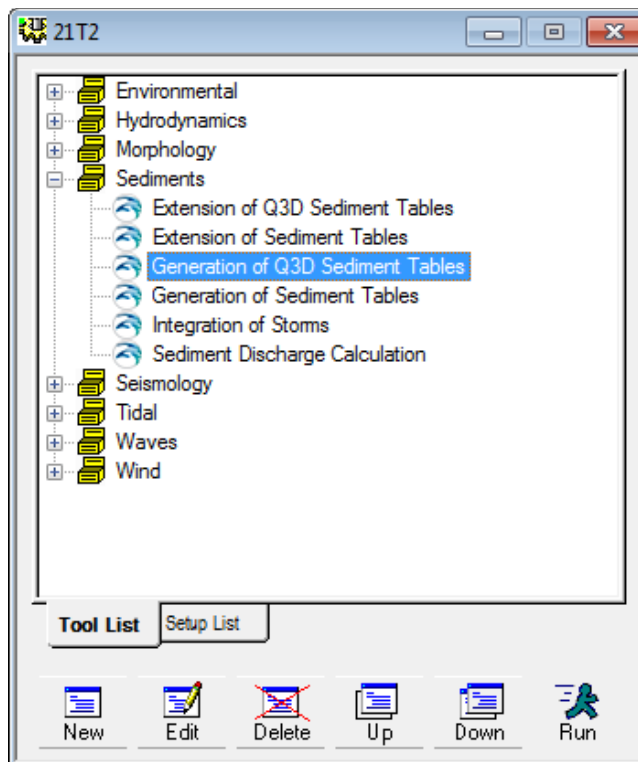 21T2
Environmental
Hydrodynamics
Morphology
Sediments
Extension of Q3D Sediment Tables
Extension of Sediment Tables
Generation of Q3D Sediment Tables
Generation of Sediment Tables
Integration of Storms
Sediment Discharge Calculation
Seismology
Tidal
Waves
Wind
Tool List Setup List
New Edit Delete Up Down Run